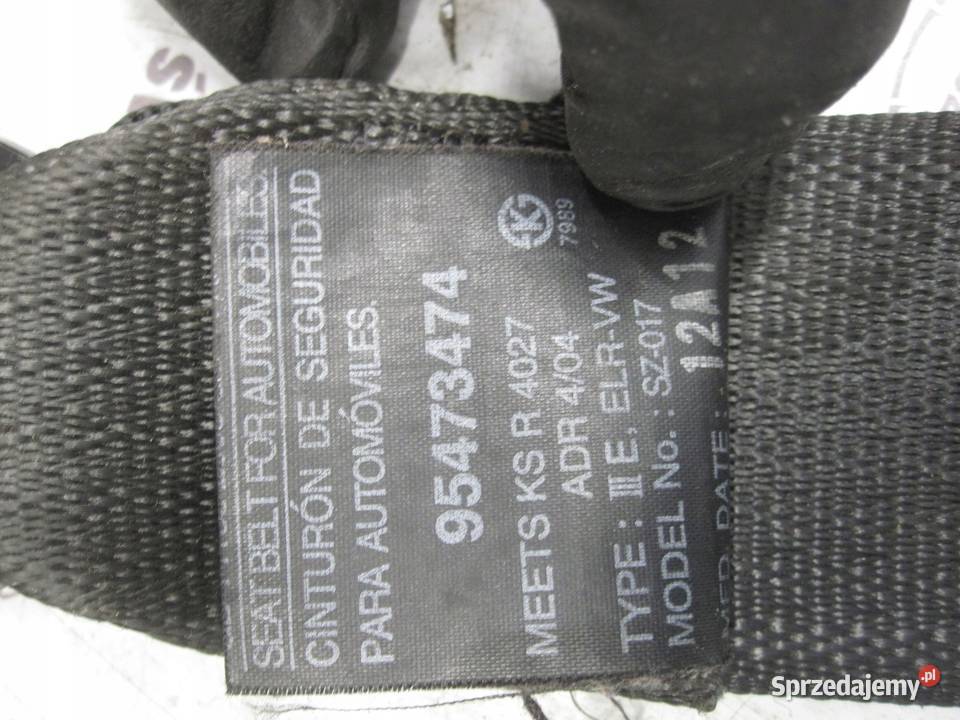 SEAT BELT FOR AUTOMOBILES.
CINTURÓN DE SEGURIDAD
PARA AUTOMÓVILES.
95473474
MEETS KS R 4027
ADR 4/04
K
7989
TYPE : III E, ELR-VW
MODEL No. : SZ-017
DATE :
12A12
Sprzedajemy.pl